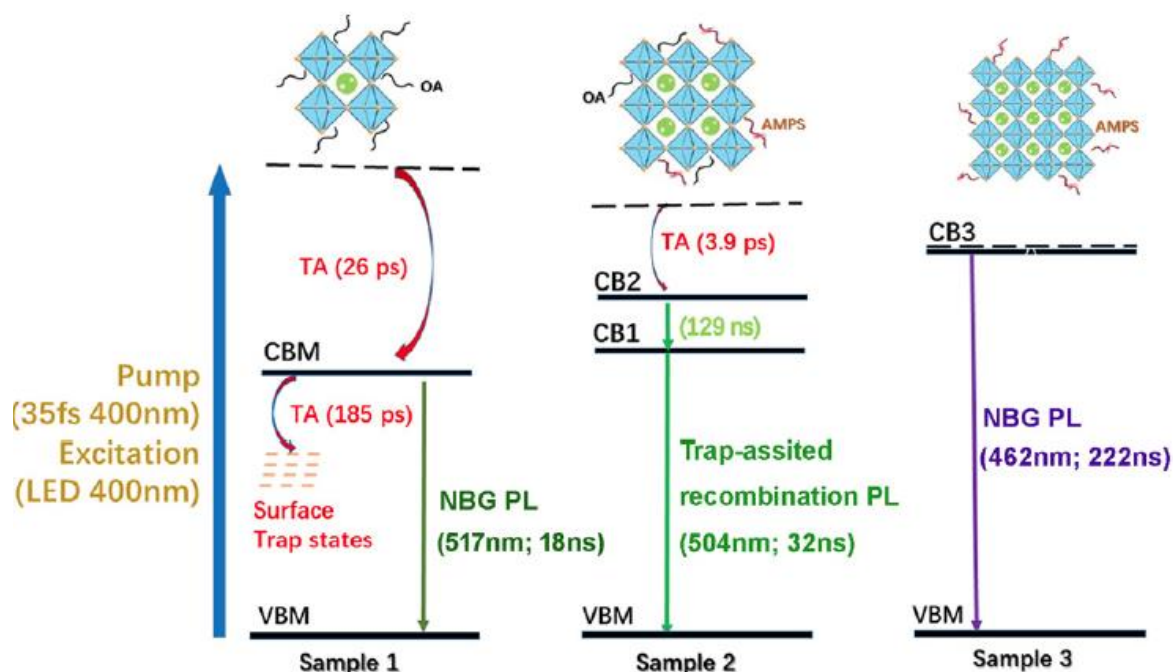 OA
OA
AMPS
AMPS
TA (26 ps)
TA (3.9 ps)
CB3
CB2
(129 ns)
CB1
CBM
Pump
(35fs 400nm)
Excitation
(LED 400nm)
TA (185 ps)
Surface
Trap states
NBG PL
(517nm; 18ns)
Trap-assited
recombination PL
(504nm; 32ns)
NBG PL
(462nm; 222ns)
VBM
VBM
VBM
Sample 1
Sample 2
Sample 3